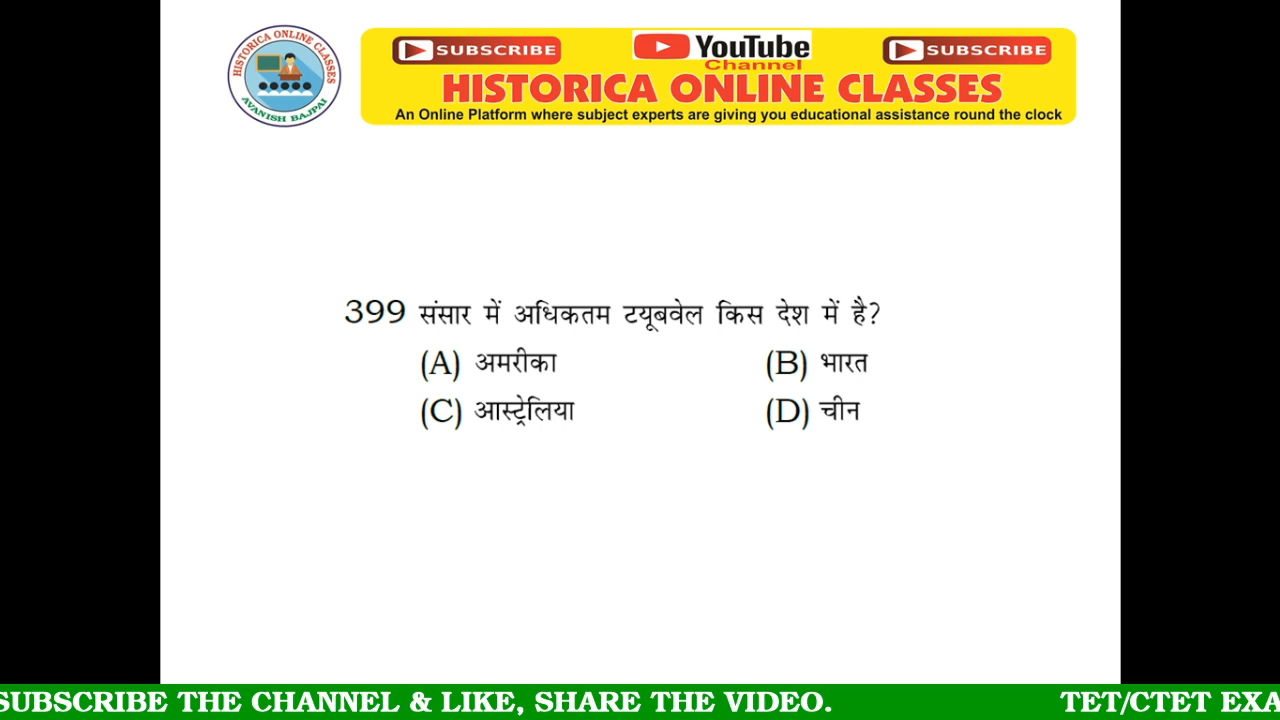 HISTORICA ONLINE CLASSES
AVANISH BAJPAI
SUBSCRIBE
YouTube
Channel
SUBSCRIBE
HISTORICA ONLINE CLASSES
An Online Platform where subject experts are giving you educational assistance round the clock
399 संसार में अधिकतम टयूबवेल किस देश में है?
(A) अमरीका (B) भारत
(C) आस्ट्रेलिया (D) चीन
SUBSCRIBE THE CHANNEL & LIKE, SHARE THE VIDEO. TET/CTET EXA